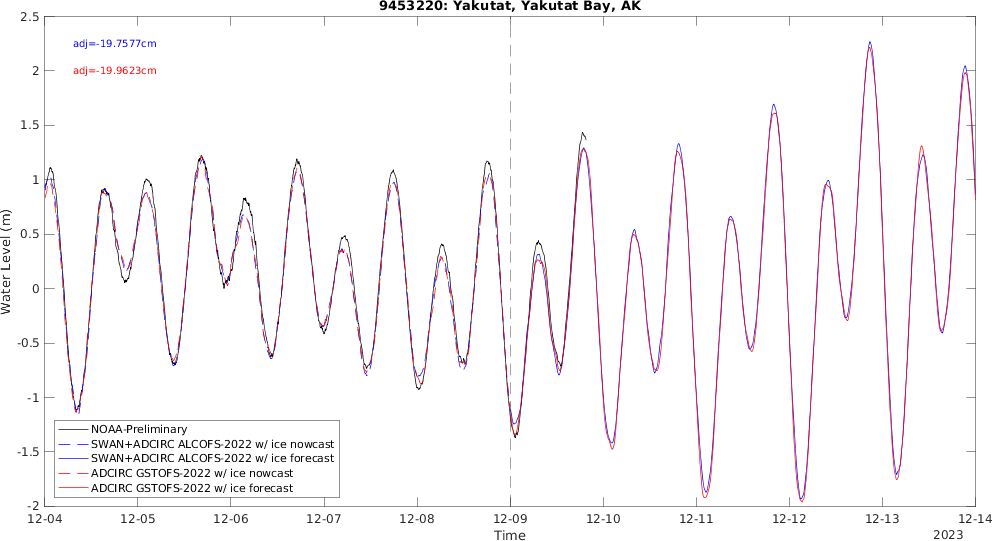 9453220: Yakutat, Yakutat Bay, AK
adj=-19.7577cm
adj=-19.9623cm
2.5
2
1.5
1
0.5
0
-0.5
-1
-1.5
-2
Water Level (m)
NOAA-Preliminary
SWAN+ADCIRC ALCOFS-2022 w/ ice nowcast
SWAN+ADCIRC ALCOFS-2022 w/ ice forecast
ADCIRC GSTOFS-2022 w/ ice nowcast
ADCIRC GSTOFS-2022 w/ ice forecast
12-04 12-05 12-06 12-07 12-08 12-09 12-10 12-11 12-12 12-13 12-14
Time
2023